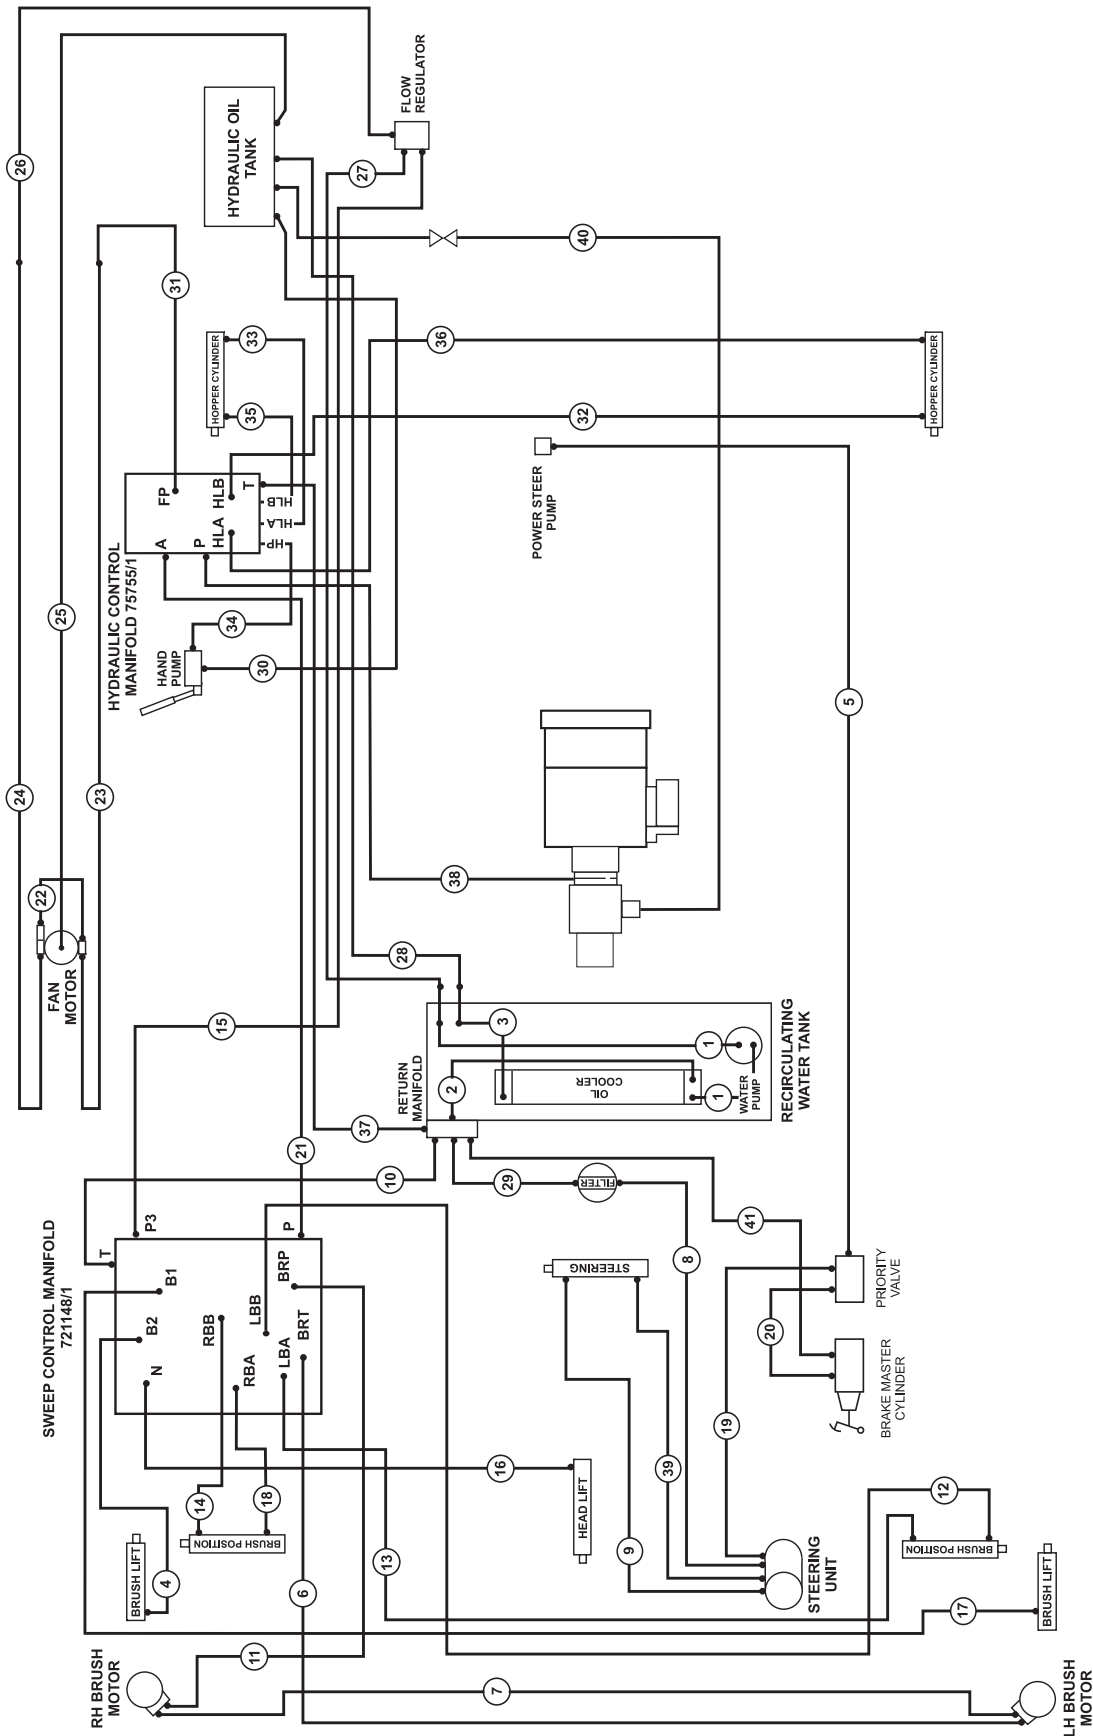 26
25
HYDRAULIC OIL
TANK
FLOW
REGULATOR
27
31
40
33
35
HOPPER CYLINDER
36
32
HOPPER CYLINDER
HYDRAULIC CONTROL
MANIFOLD 75755/1
FP
A
P
HLB
HLA
T
HLB
HLA
HP
POWER STEER
PUMP
34
HAND
PUMP
30
5
24
23
22
FAN
MOTOR
38
28
15
3
1
RETURN
MANIFOLD
2
OIL
COOLER
1
WATER
PUMP
RECIRCULATING
WATER TANK
37
21
10
29
FILTER
41
SWEEP CONTROL MANIFOLD
721148/1
T
P3
P
B1
B2
N
RBB
RBA
LBB
LBA
BRP
BRT
STEERING
8
PRIORITY
VALVE
20
BRAKE MASTER
CYLINDER
19
39
16
HEAD LIFT
14
18
BRUSH POSITION
12
BRUSH POSITION
BRUSH LIFT
4
13
6
9
STEERING
UNIT
17
BRUSH LIFT
11
RH BRUSH
MOTOR
7
LH BRUSH
MOTOR